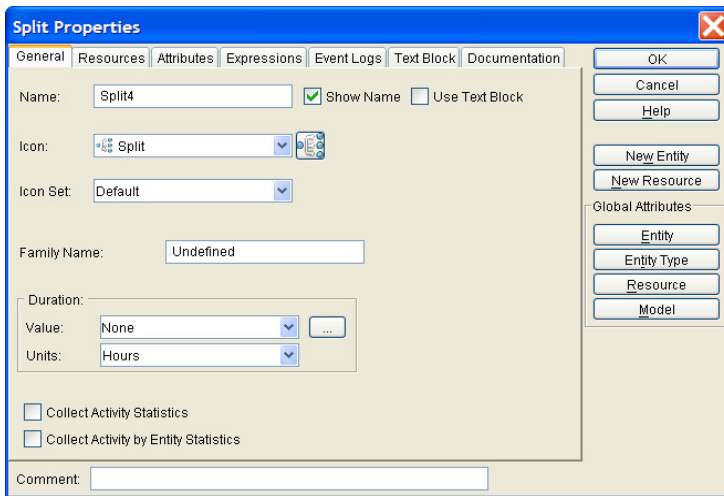 Split Properties
General Resources Attributes Expressions Event Logs Text Block Documentation
OK
Cancel
Help
New Entity
New Resource
Global Attributes
Entity
Entity Type
Resource
Model
Name: Split4 Show Name Use Text Block
Icon: Split
Icon Set: Default
Family Name: Undefined
Duration:
Value: None ...
Units: Hours
Collect Activity Statistics
Collect Activity by Entity Statistics
Comment: